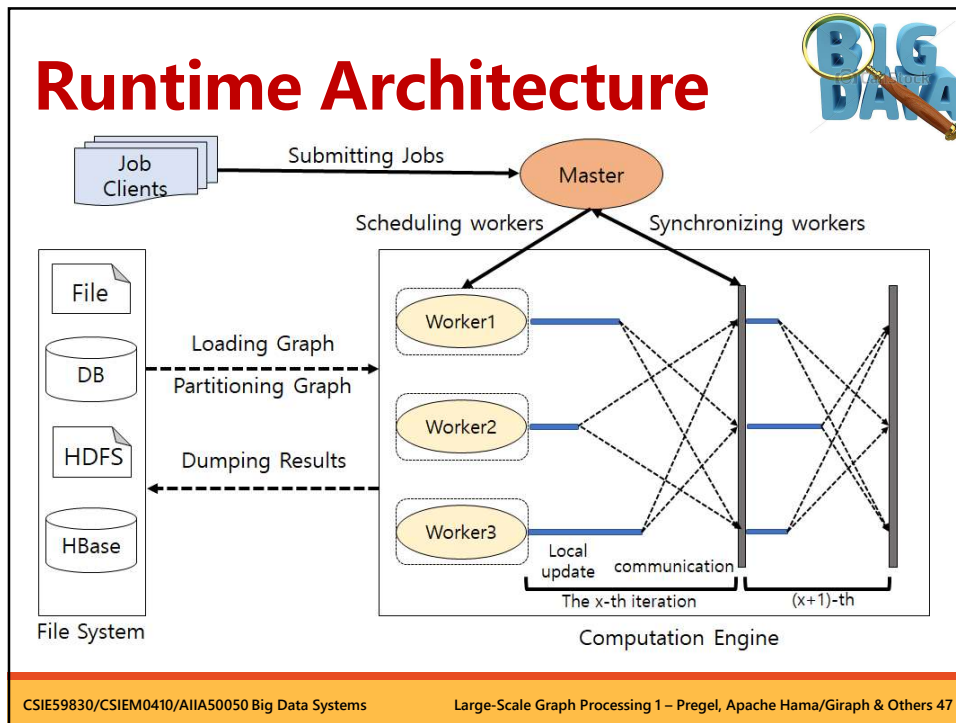 Runtime Architecture
BIG
DATA
(C) CanStock
Job
Clients
Submitting Jobs
Master
Scheduling workers
Synchronizing workers
File
DB
HDFS
HBase
File System
Loading Graph
Partitioning Graph
Dumping Results
Worker1
Worker2
Worker3
Local
update
communication
The x-th iteration
(x+1)-th
Computation Engine
CSIE59830/CSIEM0410/AIIA50050 Big Data Systems
Large-Scale Graph Processing 1 – Pregel, Apache Hama/Giraph & Others 47